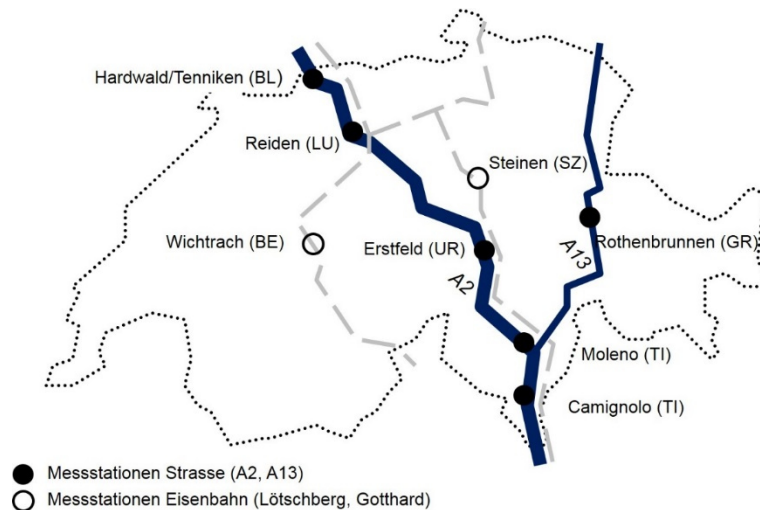 Hardwald/Tenniken (BL)
Reiden (LU)
Steinen (SZ)
Wichtrach (BE)
Erstfeld (UR)
Rothenbrunnen (GR)
A13
A2
Moleno (TI)
Camignolo (TI)
Messstationen Strasse (A2, A13)
Messstationen Eisenbahn (Lötschberg, Gotthard)